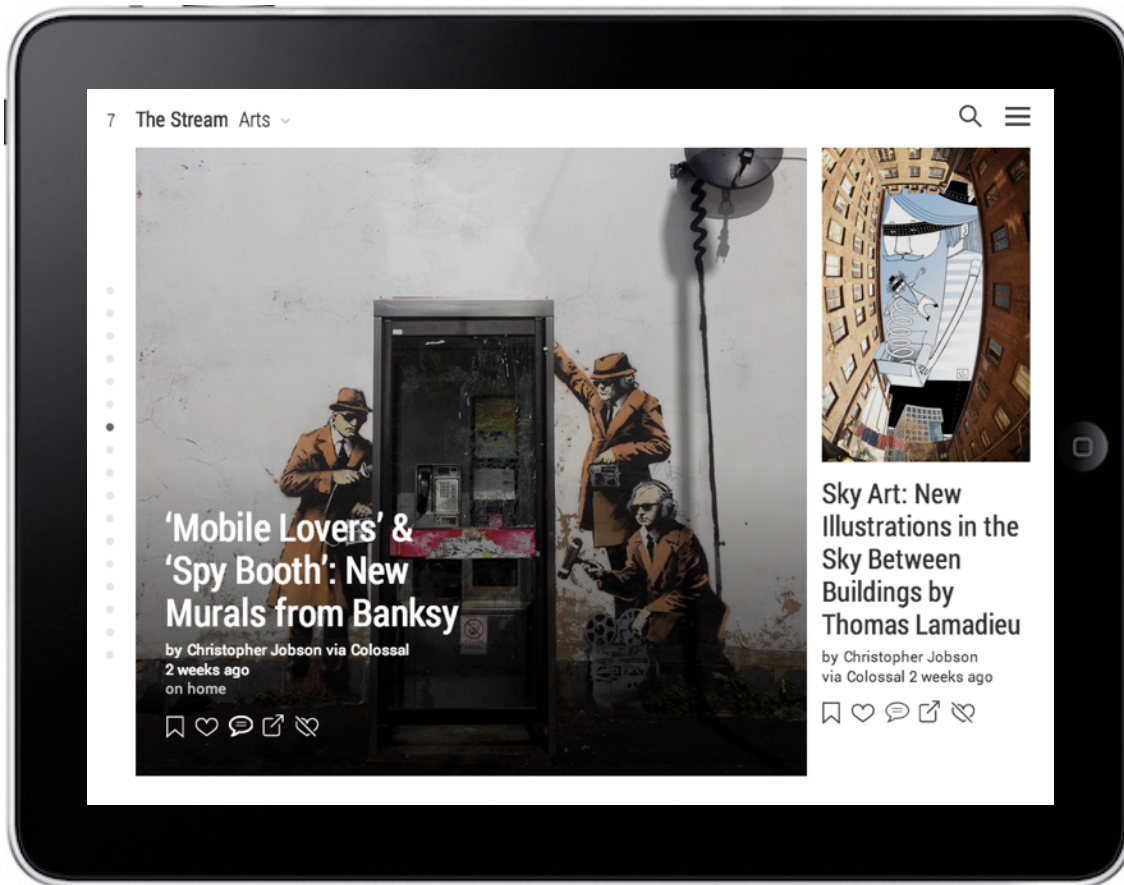 7 The Stream Arts
‘Mobile Lovers’ &
‘Spy Booth’: New
Murals from Banksy
by Christopher Jobson via Colossal
2 weeks ago
on home
Sky Art: New
Illustrations in the
Sky Between
Buildings by
Thomas Lamadieu
by Christopher Jobson
via Colossal 2 weeks ago